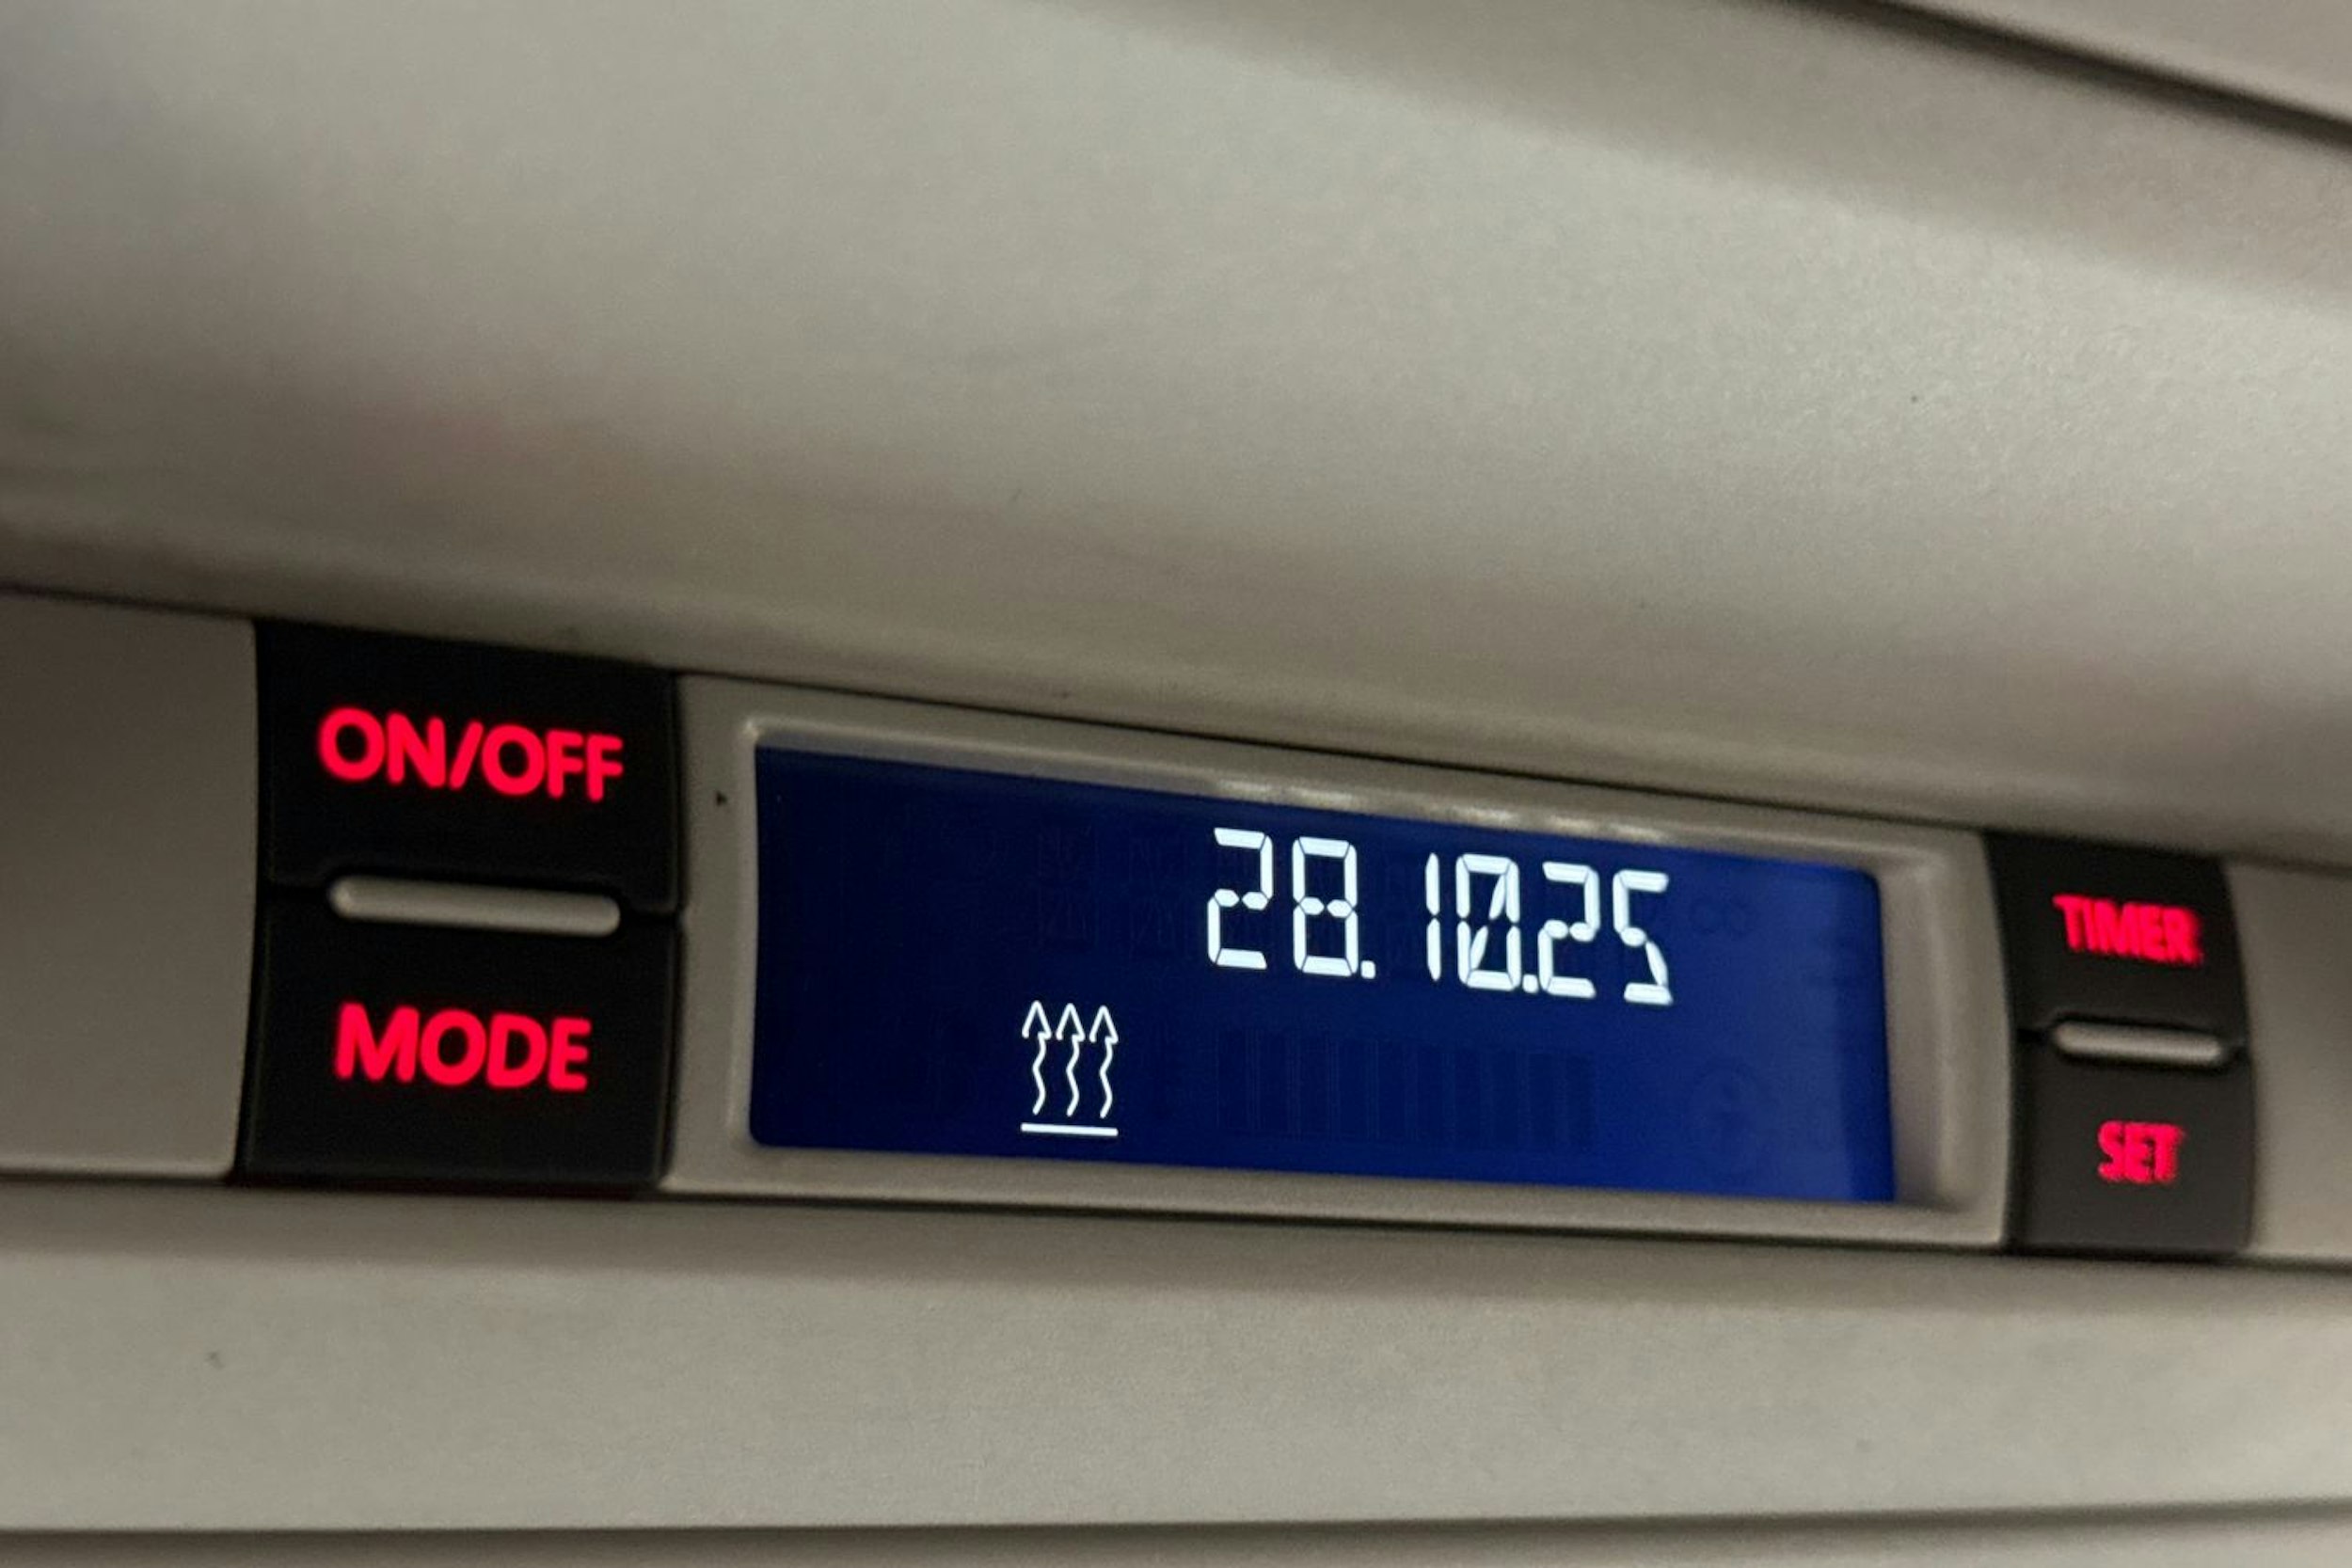 ON/OFF
MODE
28.10.25
TIMER
SET